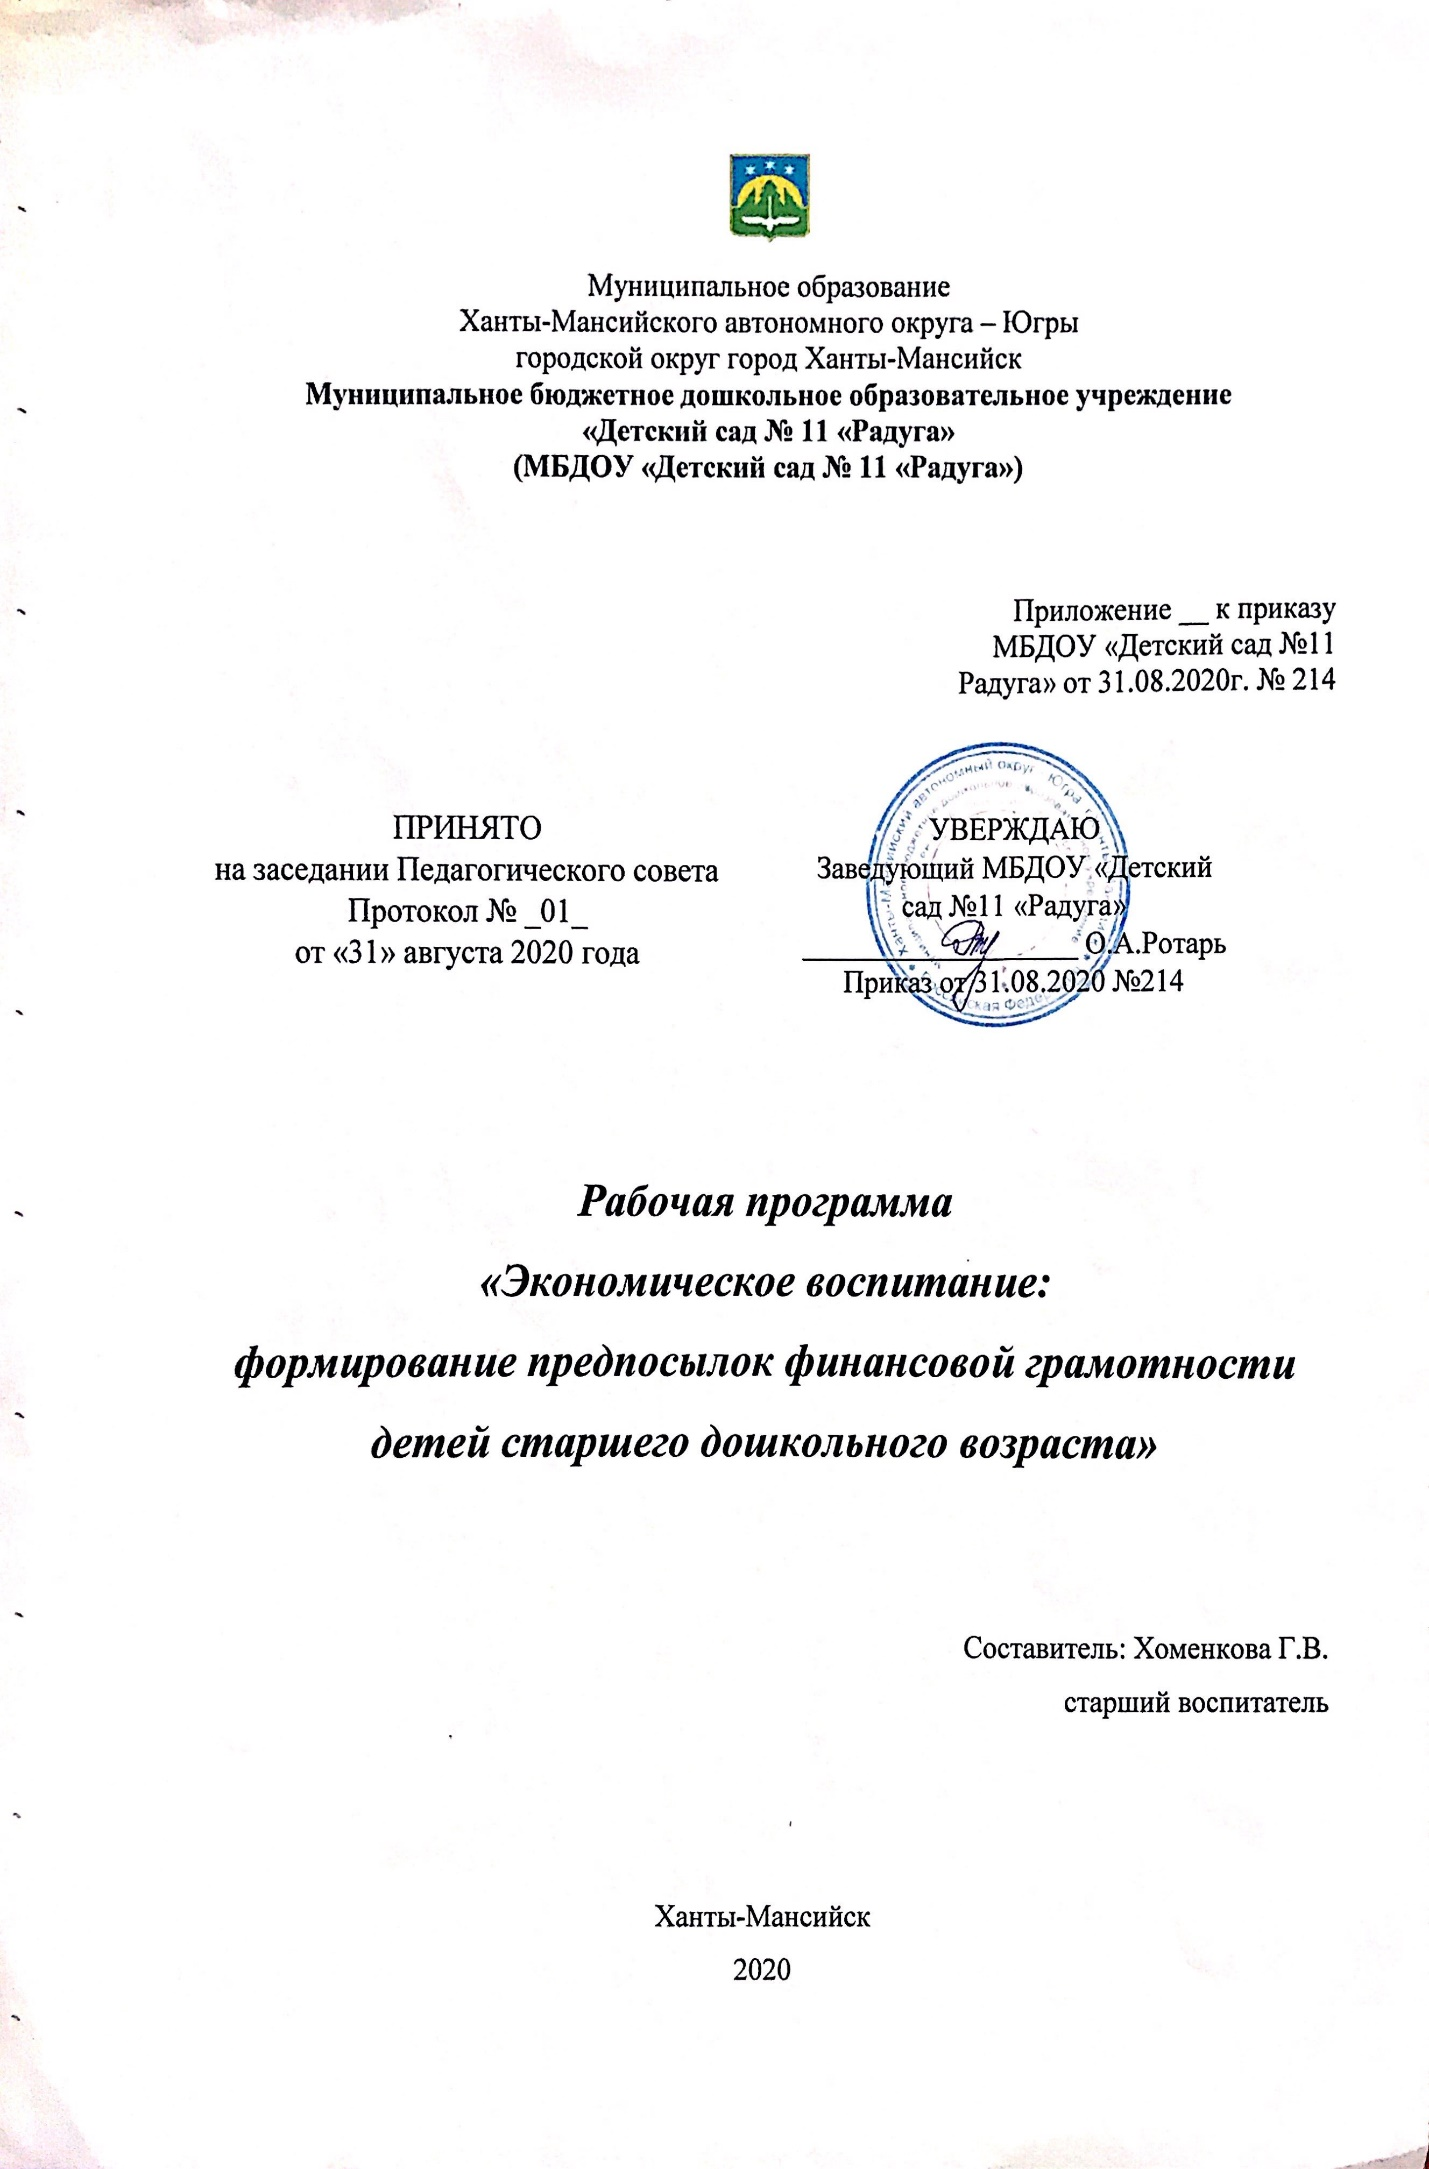 Муниципальное образование
Ханты-Мансийского автономного округа – Югры
городской округ город Ханты-Мансийск
Муниципальное бюджетное дошкольное образовательное учреждение
«Детский сад № 11 «Радуга»
(МБДОУ «Детский сад № 11 «Радуга»)
Приложение __ к приказу
МБДОУ «Детский сад №11
Радуга» от 31.08.2020г. № 214
ПРИНЯТО
на заседании Педагогического совета
Протокол № _01_
от «31» августа 2020 года
УВЕРЖДАЮ
Заведующий МБДОУ «Детский
сад №11 «Радуга»
___________________ О.А.Ротарь
Приказ от 31.08.2020 №214
автономный округ Югра
Рабочая программа
«Экономическое воспитание:
формирование предпосылок финансовой грамотности
детей старшего дошкольного возраста»
Составитель: Хоменкова Г.В.
старший воспитатель
Ханты-Мансийск
2020